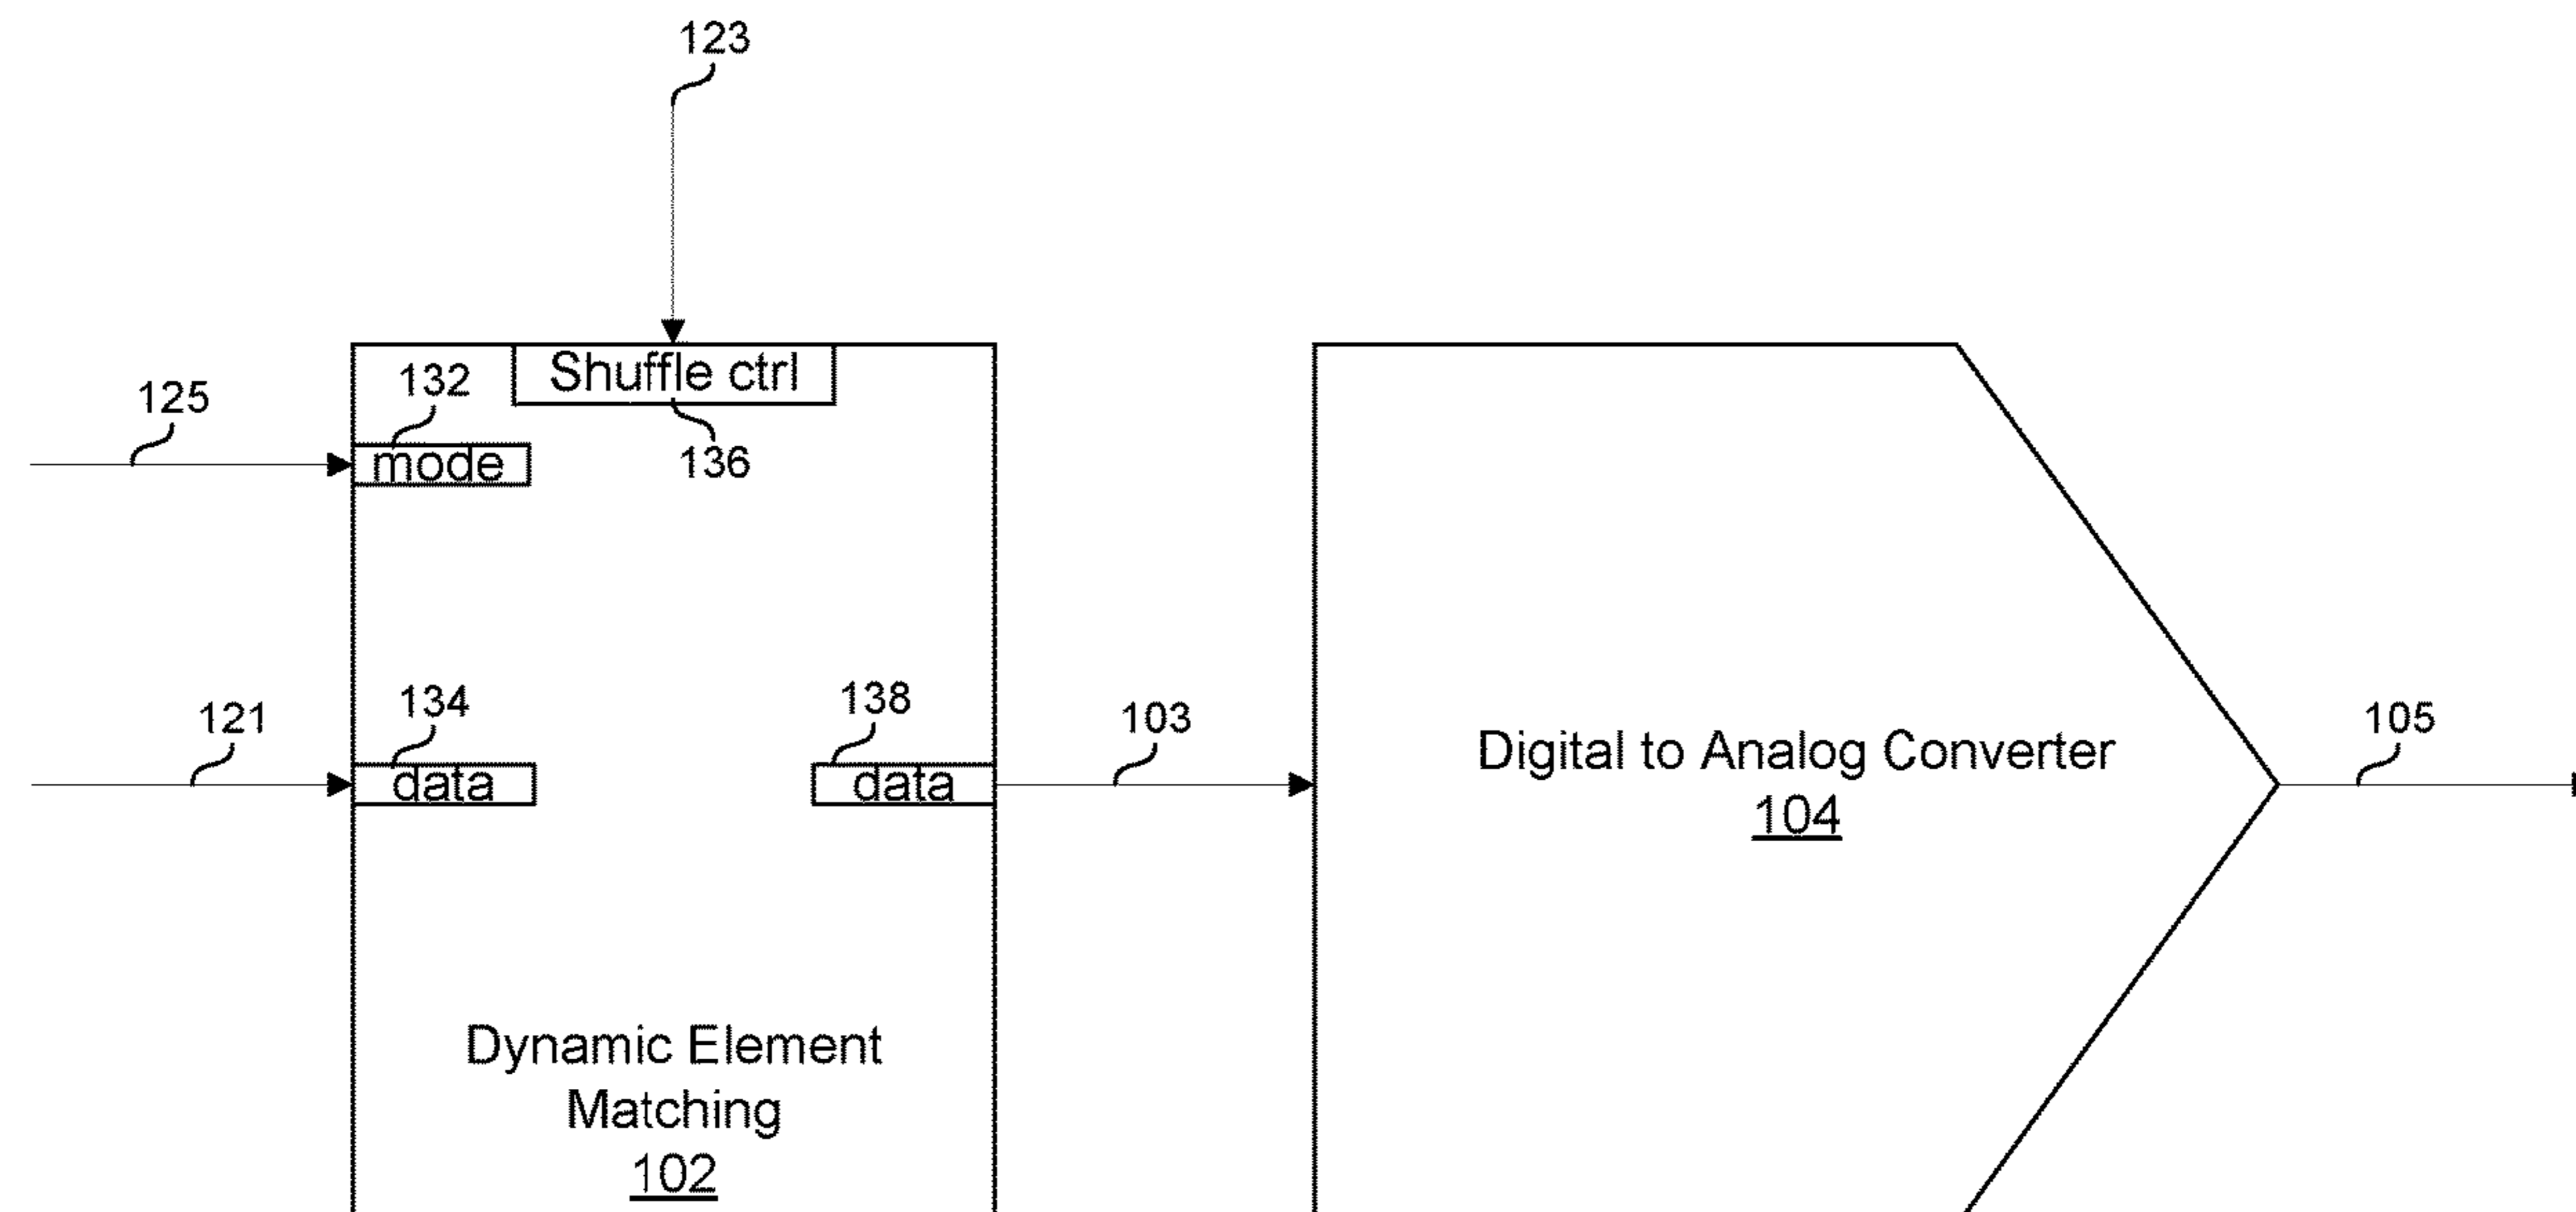 123
Shuffle ctrl
132
125
136
mode
134
138
121
103
105
data
data
Digital to Analog Converter
104
Dynamic Element
Matching
102